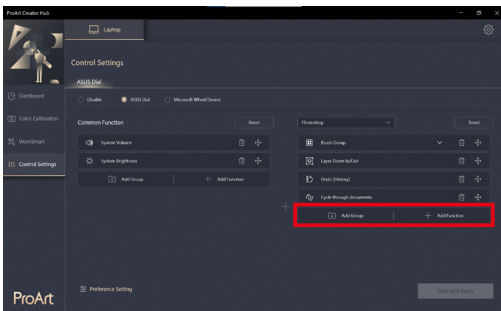 ProArt Creator Hub
Laptop
Control Settings
ASUS Dial
Disable ASUS Dial Microsoft Wheel Device
Dashboard
Color Calibration
WorkSmart
Control Settings
Common Function Reset
System Volume
System Brightness
Add Group Add Function
Photoshop Reset
Brush Group
Layer Zoom In/Out
Undo (History)
Cycle through documents
Add Group Add Function
Preference Setting
Save and Apply
ProArt